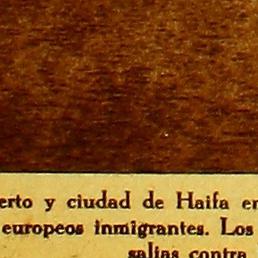 erto y ciudad de Haifa en
europeos inmigrantes. Los
salias contra